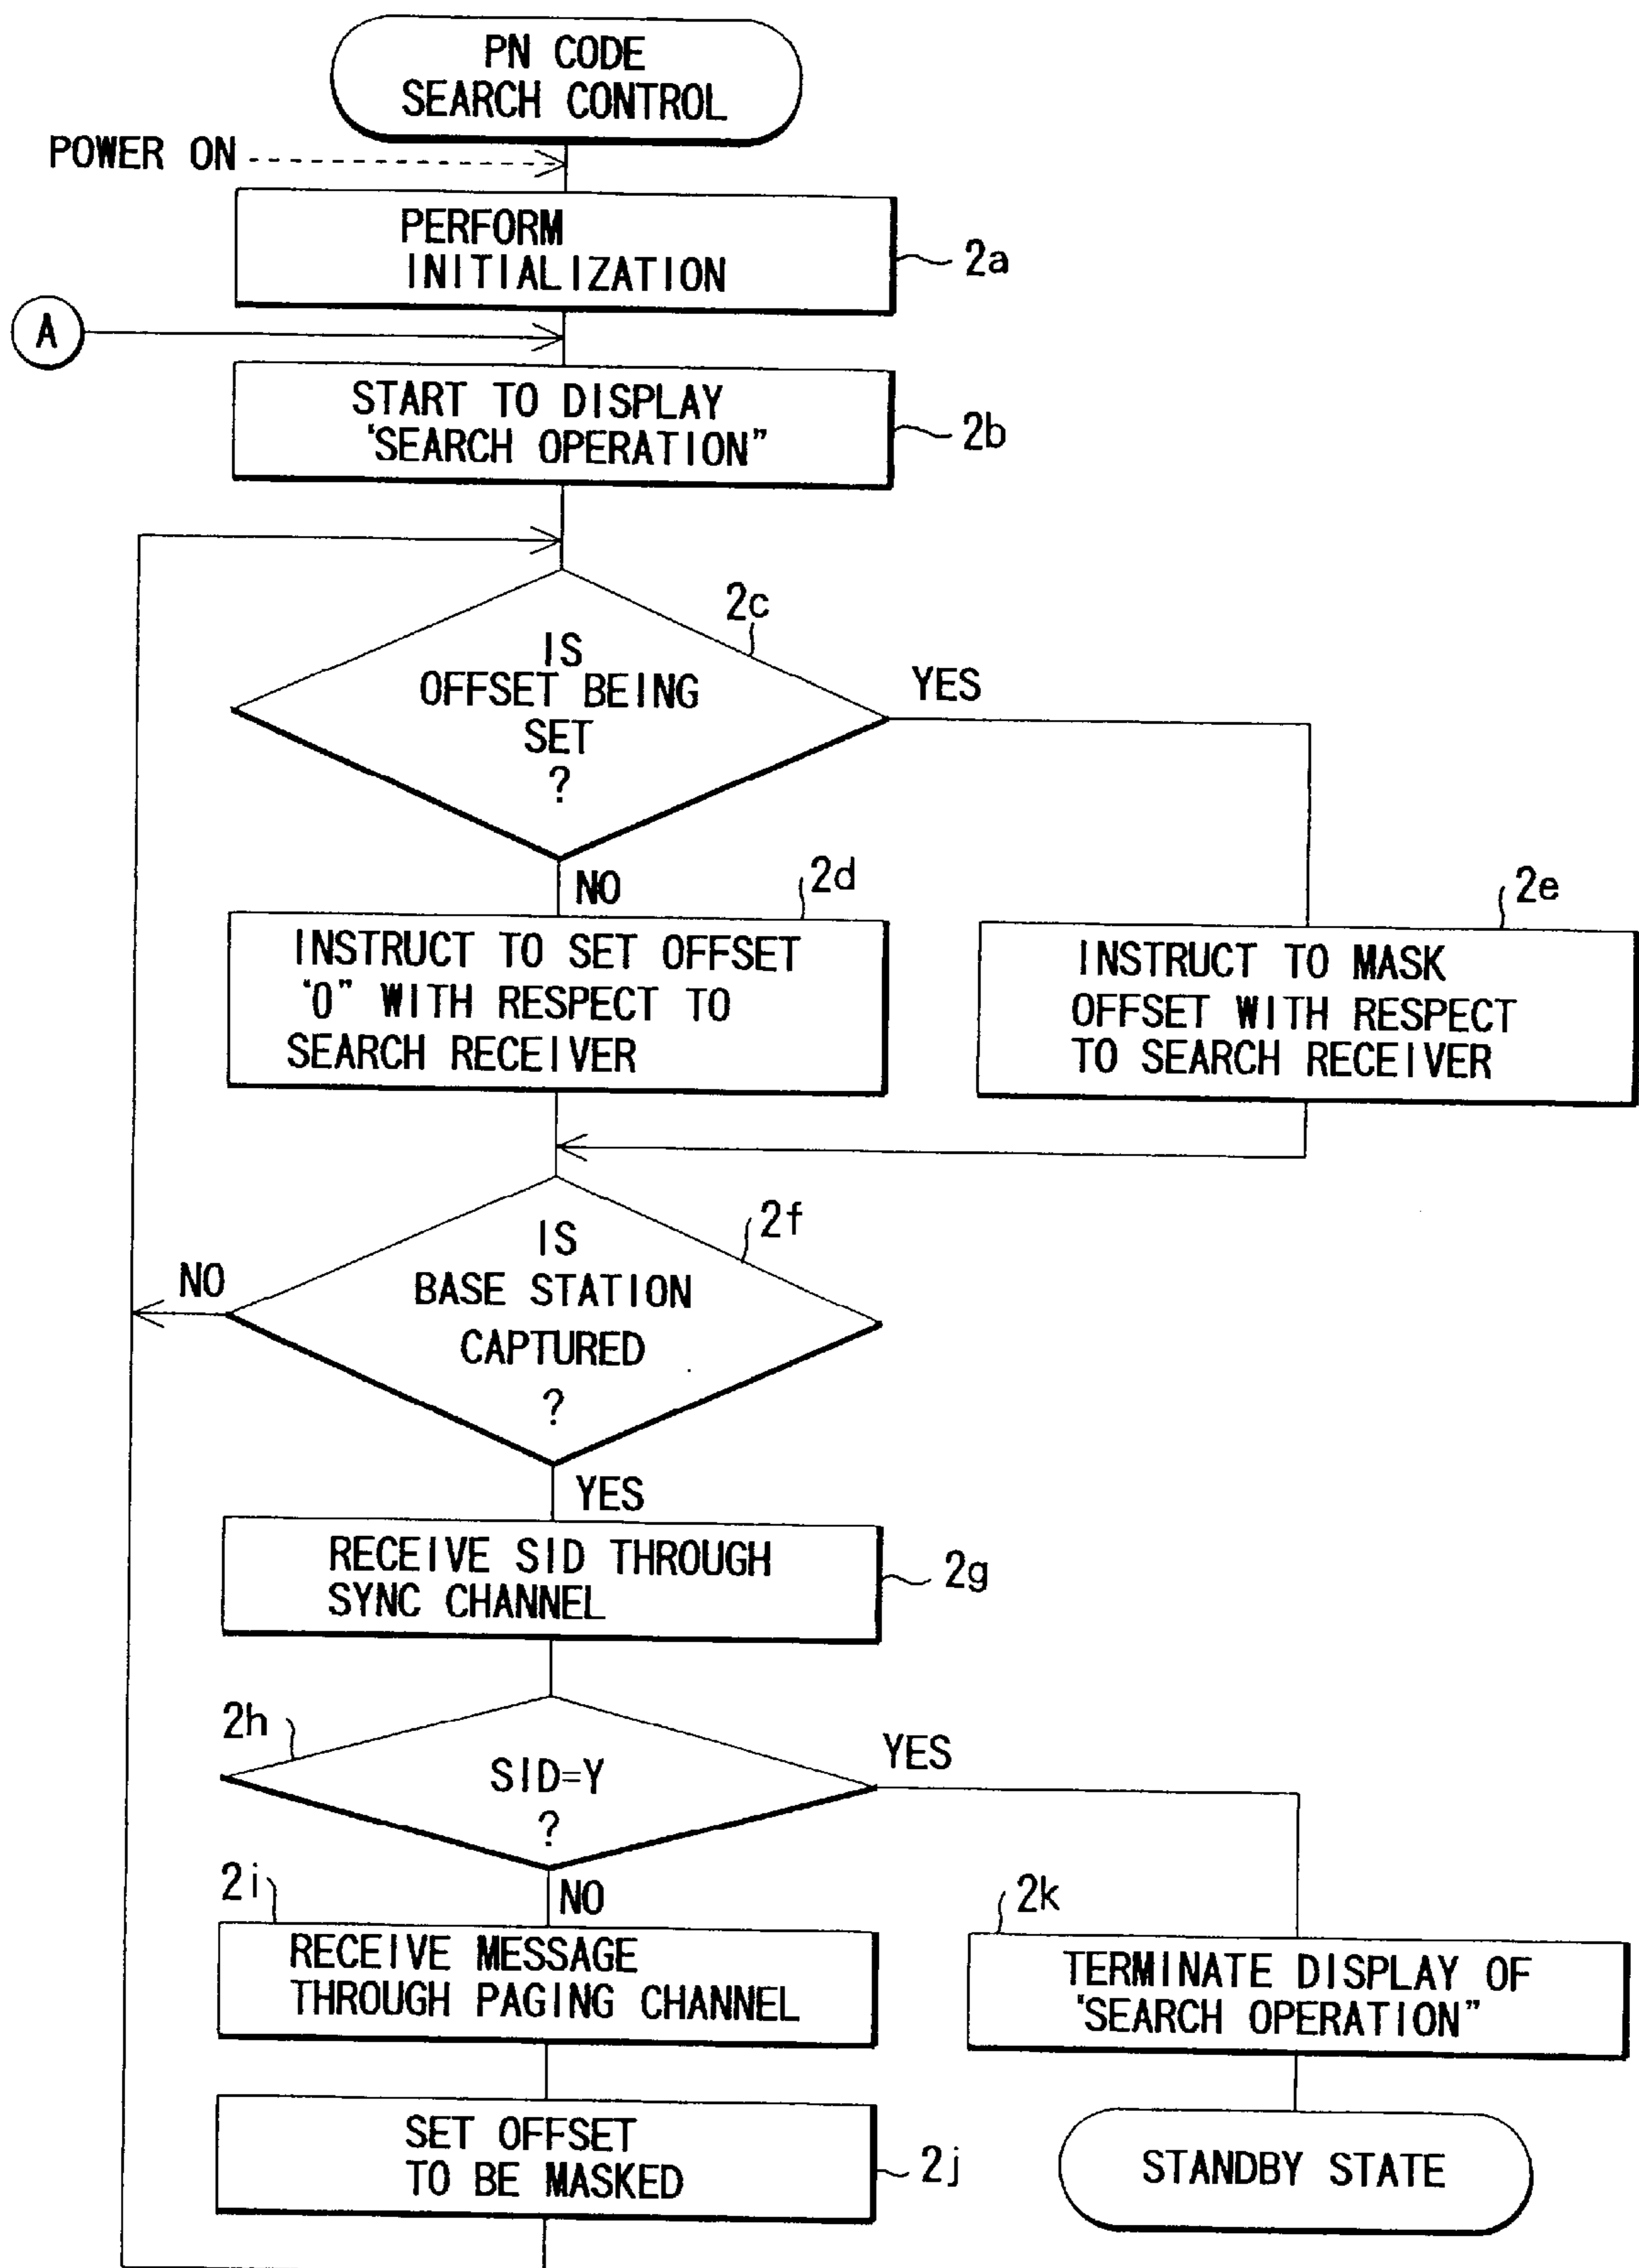 PN CODE
SEARCH CONTROL
POWER ON
PERFORM
INITIALIZATION
2a
A
START TO DISPLAY
‘SEARCH OPERATION”
2b
2c
IS
OFFSET BEING
SET
?
YES
NO
2d
INSTRUCT TO SET OFFSET
‘0” WITH RESPECT TO
SEARCH RECEIVER
2e
INSTRUCT TO MASK
OFFSET WITH RESPECT
TO SEARCH RECEIVER
2f
IS
BASE STATION
CAPTURED
?
NO
YES
RECEIVE SID THROUGH
SYNC CHANNEL
2g
2h
SID=Y
?
YES
NO
2i
RECEIVE MESSAGE
THROUGH PAGING CHANNEL
2k
TERMINATE DISPLAY OF
‘SEARCH OPERATION”
SET OFFSET
TO BE MASKED
2j
STANDBY STATE